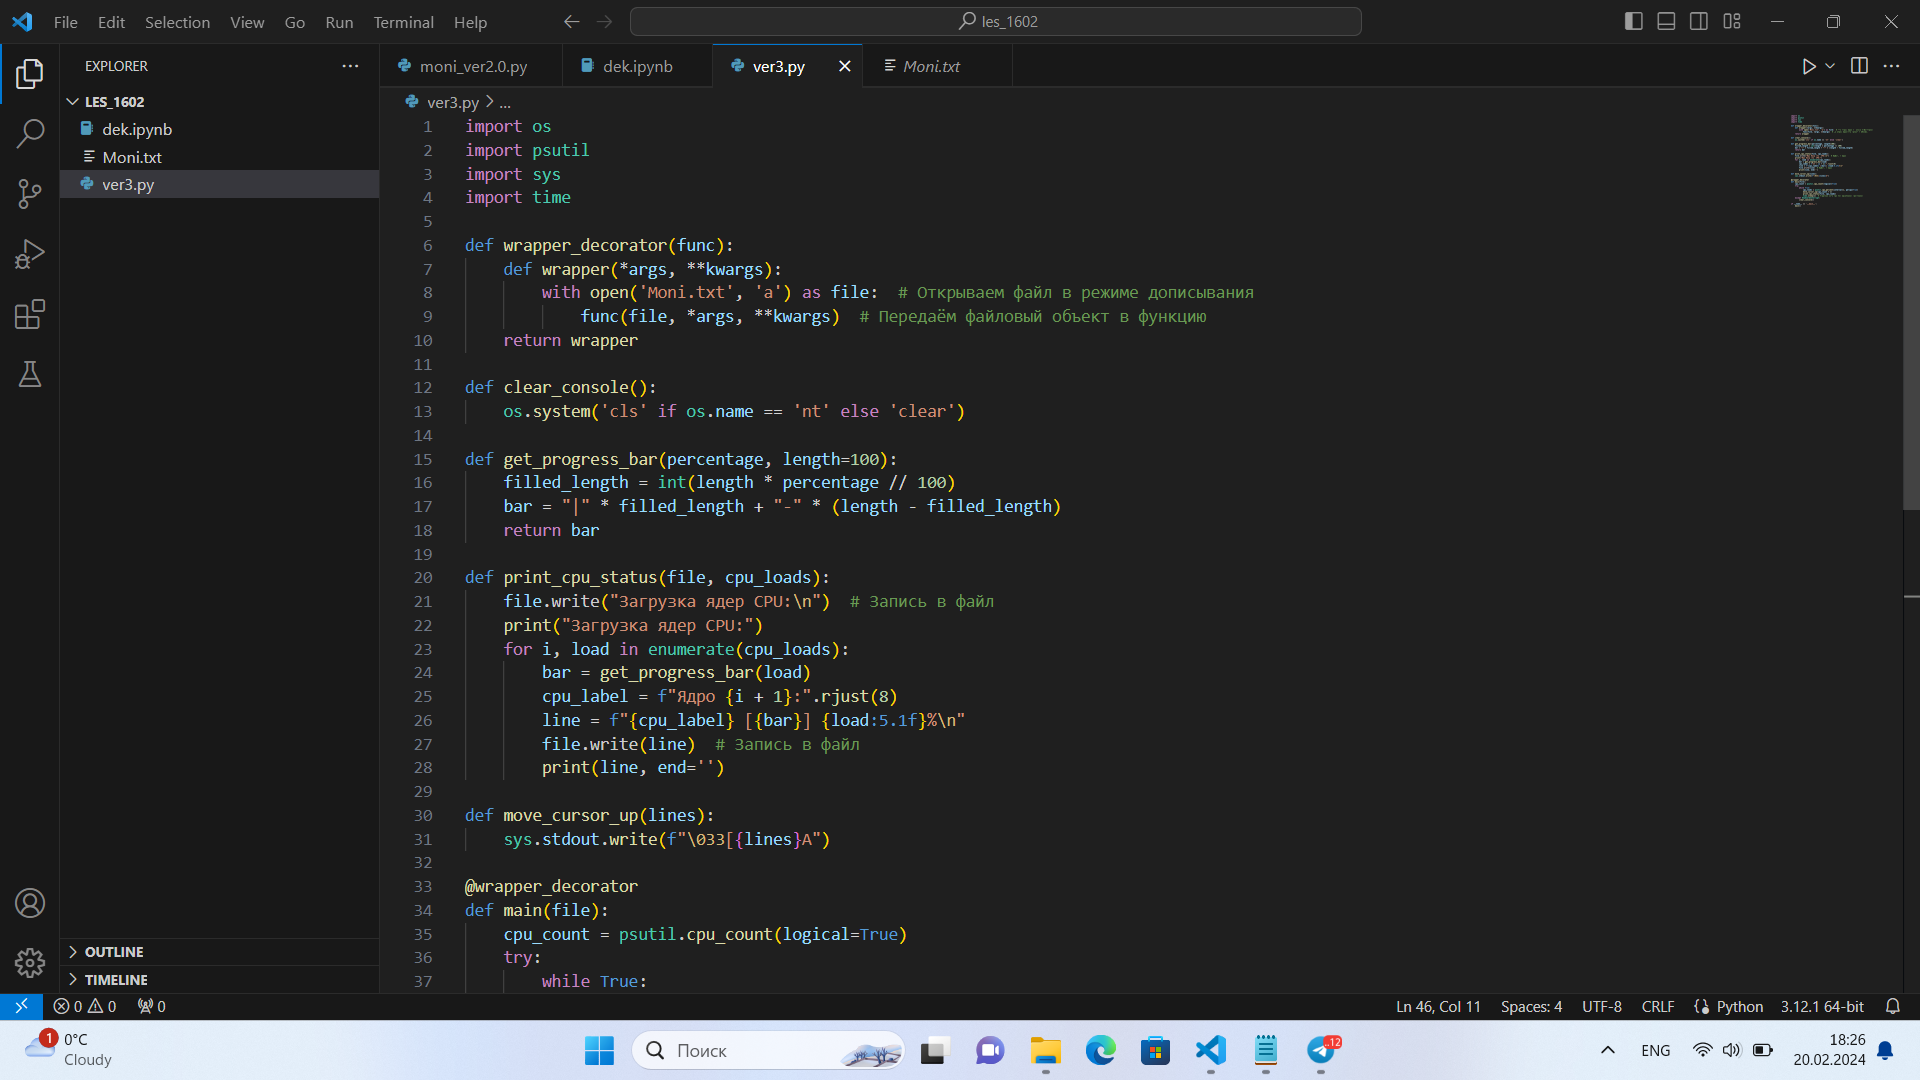 File Edit Selection View Go Run Terminal Help
les_1602
EXPLORER
LES_1602
dek.ipynb
Moni.txt
ver3.py
OUTLINE
TIMELINE
moni_ver2.0.py dek.ipynb ver3.py Moni.txt
ver3.py > ...
1 import os
2 import psutil
3 import sys
4 import time
5
6 def wrapper_decorator(func):
7 def wrapper(*args, **kwargs):
8 with open('Moni.txt', 'a') as file: # Открываем файл в режиме дописывания
9 func(file, *args, **kwargs) # Передаём файловый объект в функцию
10 return wrapper
11
12 def clear_console():
13 os.system('cls' if os.name == 'nt' else 'clear')
14
15 def get_progress_bar(percentage, length=100):
16 filled_length = int(length * percentage // 100)
17 bar = "|" * filled_length + "-" * (length - filled_length)
18 return bar
19
20 def print_cpu_status(file, cpu_loads):
21 file.write("Загрузка ядер CPU:\n") # Запись в файл
22 print("Загрузка ядер CPU:")
23 for i, load in enumerate(cpu_loads):
24 bar = get_progress_bar(load)
25 cpu_label = f"Ядро {i + 1}:".rjust(8)
26 line = f"{cpu_label} [{bar}] {load:5.1f}%\n"
27 file.write(line) # Запись в файл
28 print(line, end='')
29
30 def move_cursor_up(lines):
31 sys.stdout.write(f"\033[{lines}A")
32
33 @wrapper_decorator
34 def main(file):
35 cpu_count = psutil.cpu_count(logical=True)
36 try:
37 while True:
0 0 0 Ln 46, Col 11 Spaces: 4 UTF-8 CRLF Python 3.12.1 64-bit
1
0°C
Cloudy
Поиск
..12
ENG
18:26
20.02.2024